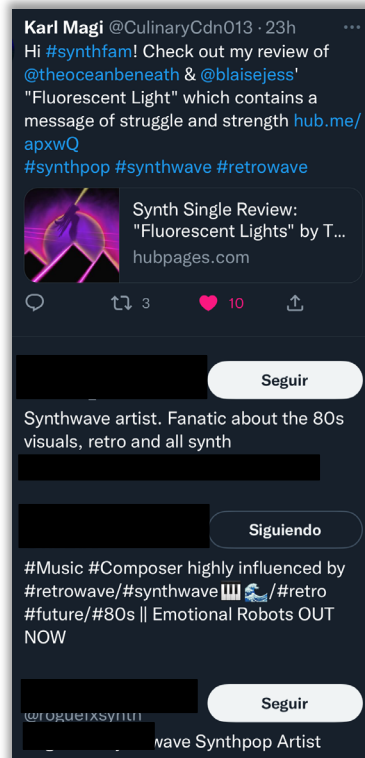 Karl Magi @CulinaryCdn013 · 23h
Hi #synthfam! Check out my review of
@theoceanbeneath & @blaisejess'
"Fluorescent Light" which contains a
message of struggle and strength hub.me/
apxwQ
#synthpop #synthwave #retrowave
Synth Single Review:
"Fluorescent Lights" by T...
hubpages.com
3 10
Seguir
Synthwave artist. Fanatic about the 80s
visuals, retro and all synth
Siguiendo
#Music #Composer highly influenced by
#retrowave/#synthwave🎹🌊/#retro
#future/#80s || Emotional Robots OUT
NOW
Seguir
@roguefxsynth
wave Synthpop Artist